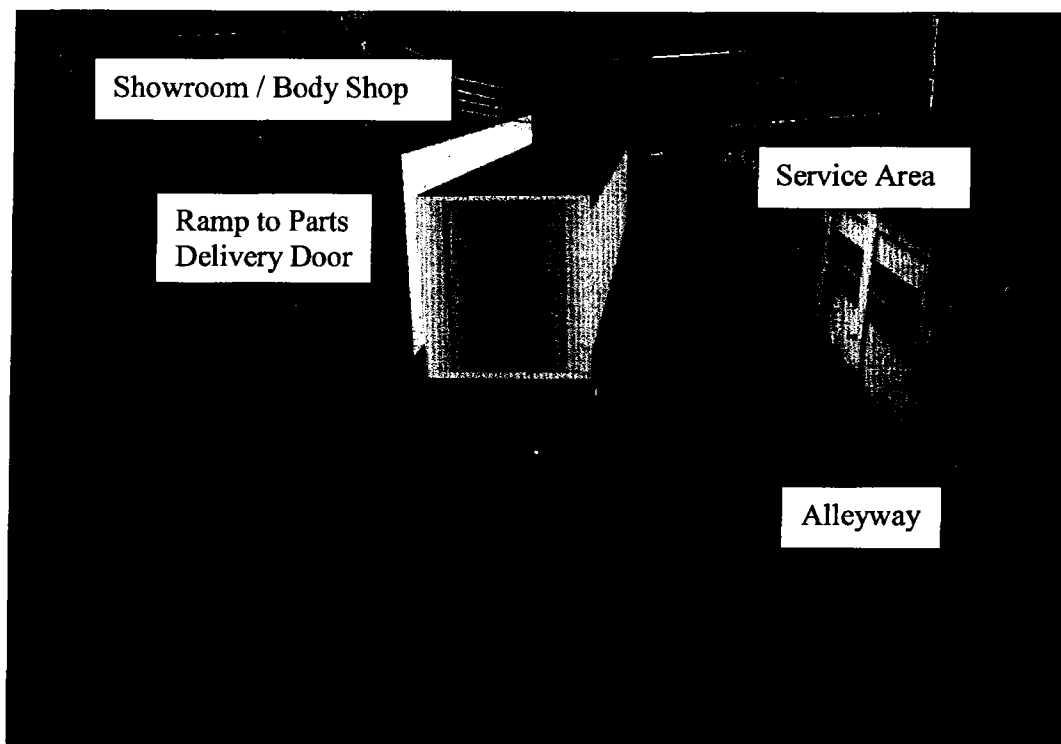 Showroom / Body Shop
Service Area
Ramp to Parts
Delivery Door
Alleyway